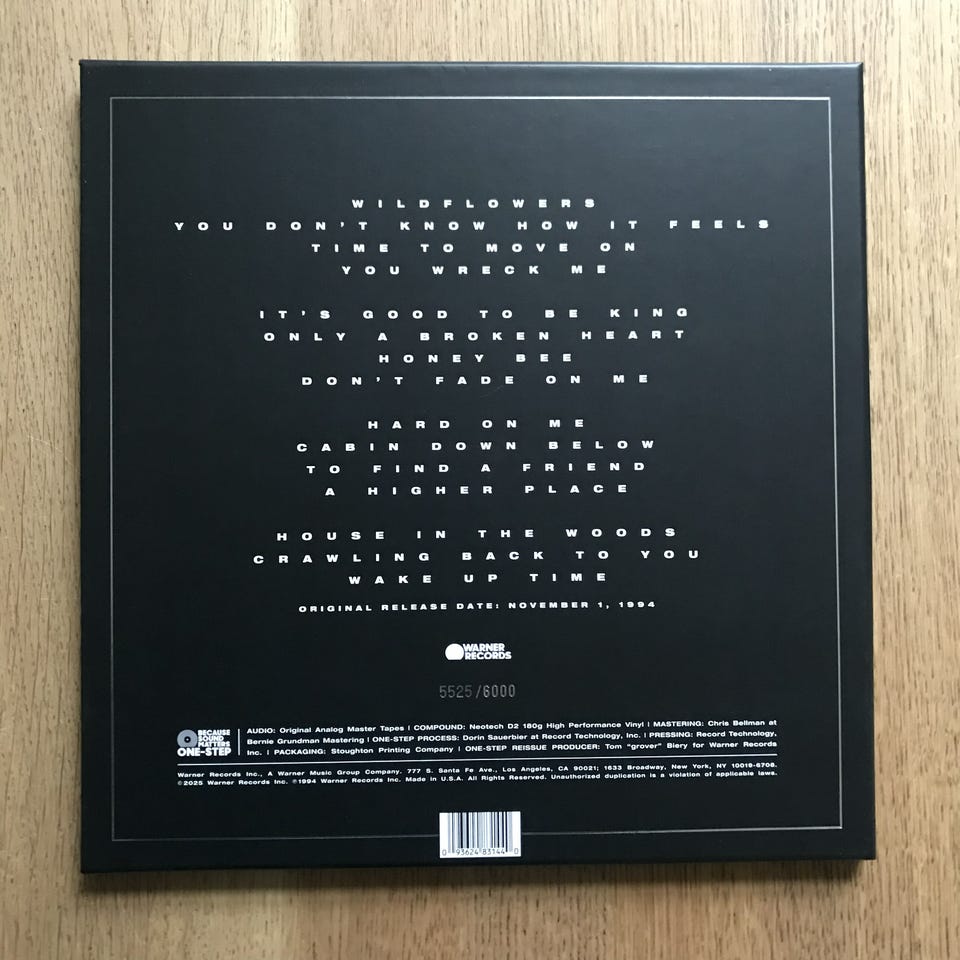 WILDFLOWERS
YOU DON'T KNOW HOW IT FEELS
TIME TO MOVE ON
YOU WRECK ME
IT'S GOOD TO BE KING
ONLY A BROKEN HEART
HONEY BEE
DON'T FADE ON ME
HARD ON ME
CABIN DOWN BELOW
TO FIND A FRIEND
A HIGHER PLACE
HOUSE IN THE WOODS
CRAWLING BACK TO YOU
WAKE UP TIME
ORIGINAL RELEASE DATE: NOVEMBER 1, 1994
WARNER
RECORDS
5525/6000
BECAUSE
SOUND
MATTERS
ONE-STEP
AUDIO: Original Analog Master Tapes | COMPOUND: Neotech D2 180g High Performance Vinyl | MASTERING: Chris Bellman at
Bernie Grundman Mastering | ONE-STEP PROCESS: Dorin Sauerbier at Record Technology, Inc. | PRESSING: Record Technology,
Inc. | PACKAGING: Stoughton Printing Company | ONE-STEP REISSUE PRODUCER: Tom "grover" Biery for Warner Records
Warner Records Inc., A Warner Music Group Company. 777 S. Santa Fe Ave., Los Angeles, CA 90021; 1633 Broadway, New York, NY 10019-6708.
©2025 Warner Records Inc. ℗1994 Warner Records Inc. Made in U.S.A. All Rights Reserved. Unauthorized duplication is a violation of applicable laws.
0 93624 83144 0